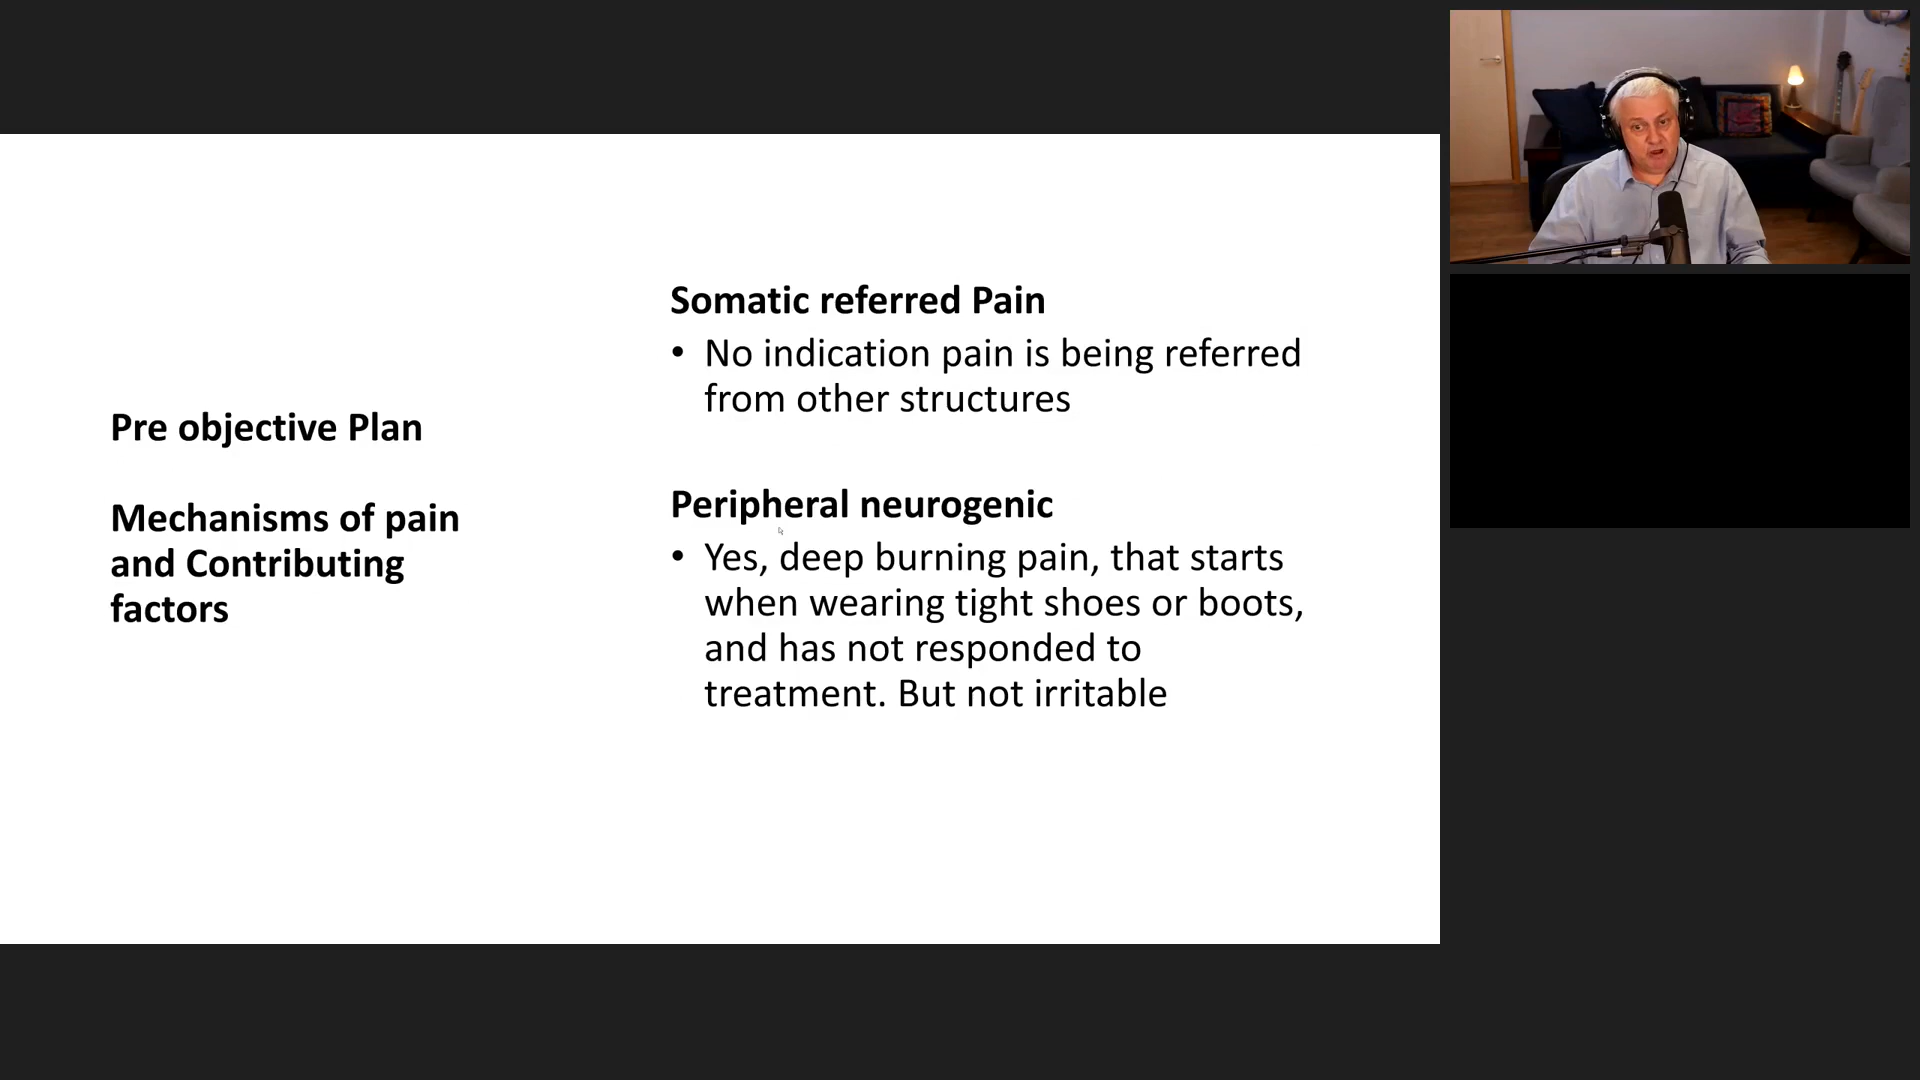 Pre objective Plan
Mechanisms of pain
and Contributing
factors
Somatic referred Pain
• No indication pain is being referred
from other structures
Peripheral neurogenic
• Yes, deep burning pain, that starts
when wearing tight shoes or boots,
and has not responded to
treatment. But not irritable